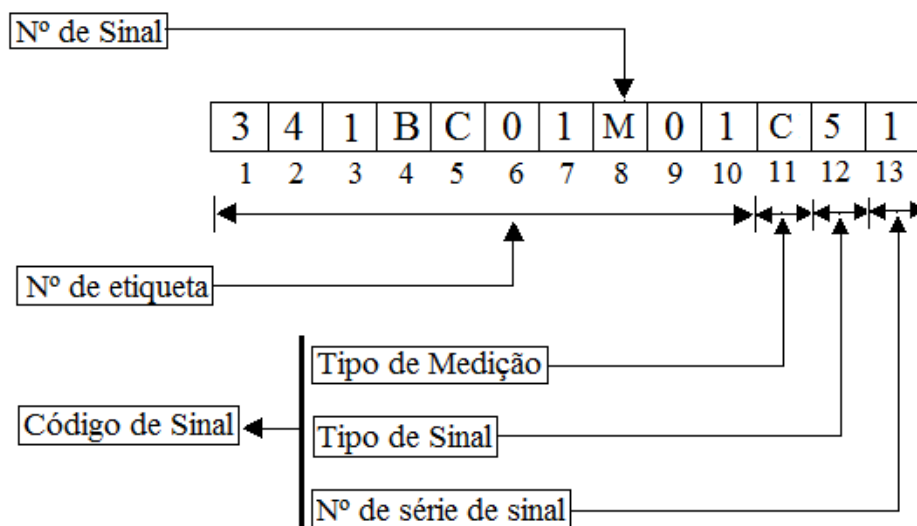 Nº de Sinal
3 4 1 B C 0 1 M 0 1 C 5 1
1 2 3 4 5 6 7 8 9 10 11 12 13
Nº de etiqueta
Tipo de Medição
Código de Sinal
Tipo de Sinal
Nº de série de sinal